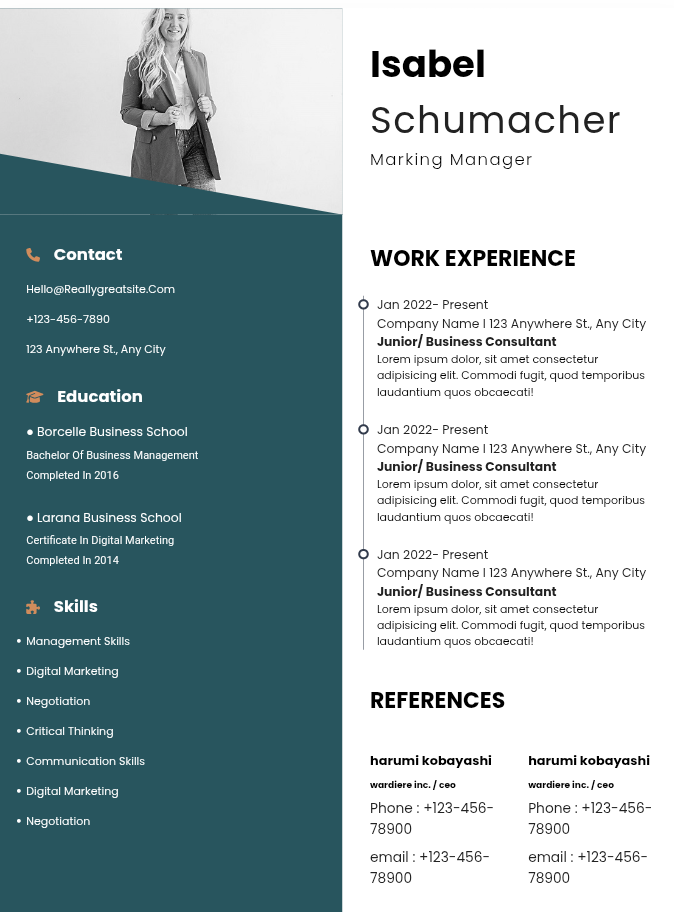 Isabel
Schumacher
Marking Manager
Contact
Hello@Reallygreatsite.Com
+123-456-7890
123 Anywhere St., Any City
Education
● Borcelle Business School
Bachelor Of Business Management
Completed In 2016
● Larana Business School
Certificate In Digital Marketing
Completed In 2014
Skills
• Management Skills
• Digital Marketing
• Negotiation
• Critical Thinking
• Communication Skills
• Digital Marketing
• Negotiation
WORK EXPERIENCE
Jan 2022- Present
Company Name l 123 Anywhere St., Any City
Junior/ Business Consultant
Lorem ipsum dolor, sit amet consectetur
adipisicing elit. Commodi fugit, quod temporibus
laudantium quos obcaecati!
Jan 2022- Present
Company Name l 123 Anywhere St., Any City
Junior/ Business Consultant
Lorem ipsum dolor, sit amet consectetur
adipisicing elit. Commodi fugit, quod temporibus
laudantium quos obcaecati!
Jan 2022- Present
Company Name l 123 Anywhere St., Any City
Junior/ Business Consultant
Lorem ipsum dolor, sit amet consectetur
adipisicing elit. Commodi fugit, quod temporibus
laudantium quos obcaecati!
REFERENCES
harumi kobayashi
wardiere inc. / ceo
Phone : +123-456-
78900
email : +123-456-
78900
harumi kobayashi
wardiere inc. / ceo
Phone : +123-456-
78900
email : +123-456-
78900